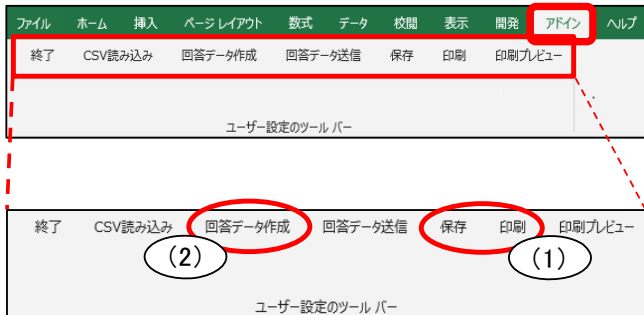 ファイル ホーム 挿入 ページ レイアウト 数式 データ 校閲 表示 開発 アドイン ヘルプ
終了 CSV読み込み 回答データ作成 回答データ送信 保存 印刷 印刷プレビュー
ユーザー設定のツール バー
終了 CSV読み込み 回答データ作成 回答データ送信 保存 印刷 印刷プレビュー
(2) (1)
ユーザー設定のツール バー